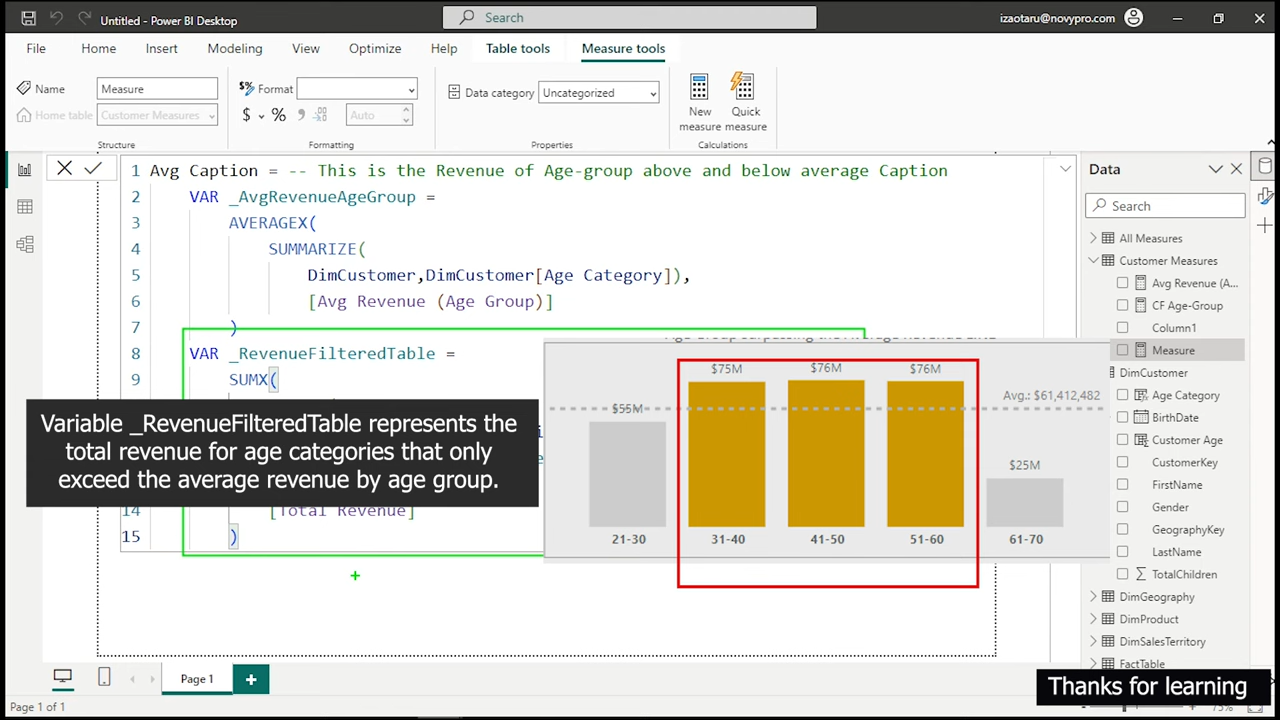 Untitled - Power BI Desktop
Search
izaotaru@novypro.com
File Home Insert Modeling View Optimize Help Table tools Measure tools
Name Measure
Home table Customer Measures
Structure
$% Format
$ % Auto
Formatting
Data category Uncategorized
Properties
New measure
Quick measure
Calculations
1 Avg Caption = -- This is the Revenue of Age-group above and below average Caption
2 VAR _AvgRevenueAgeGroup =
3 AVERAGEX(
4 SUMMARIZE(
5 DimCustomer,DimCustomer[Age Category]),
6 [Avg Revenue (Age Group)]
7 )
8 VAR _RevenueFilteredTable =
9 SUMX(
14 [Total Revenue]
15 )
Variable _RevenueFilteredTable represents the
total revenue for age categories that only
exceed the average revenue by age group.
$75M $76M $76M
Avg.: $61,412,482
$55M
$25M
21-30 31-40 41-50 51-60 61-70
Data
Search
All Measures
Customer Measures
Avg Revenue (A...
CF Age-Group
Column1
Measure
DimCustomer
Age Category
BirthDate
Customer Age
CustomerKey
FirstName
Gender
GeographyKey
LastName
TotalChildren
DimGeography
DimProduct
DimSalesTerritory
FactTable
Page 1
Page 1 of 1
Thanks for learning
75%